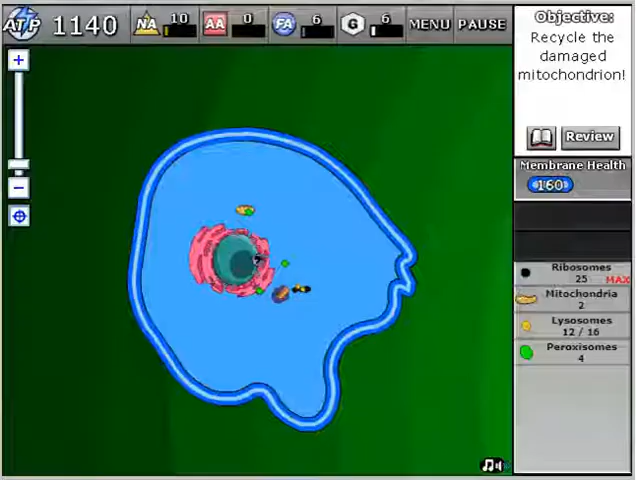 ATP 1140 NA 10 AA 0 FA 6 G 6 MENU PAUSE
Objective:
Recycle the
damaged
mitochondrion!
Review
Membrane Health
160
Ribosomes
25 MAX
Mitochondria
2
Lysosomes
12 / 16
Peroxisomes
4